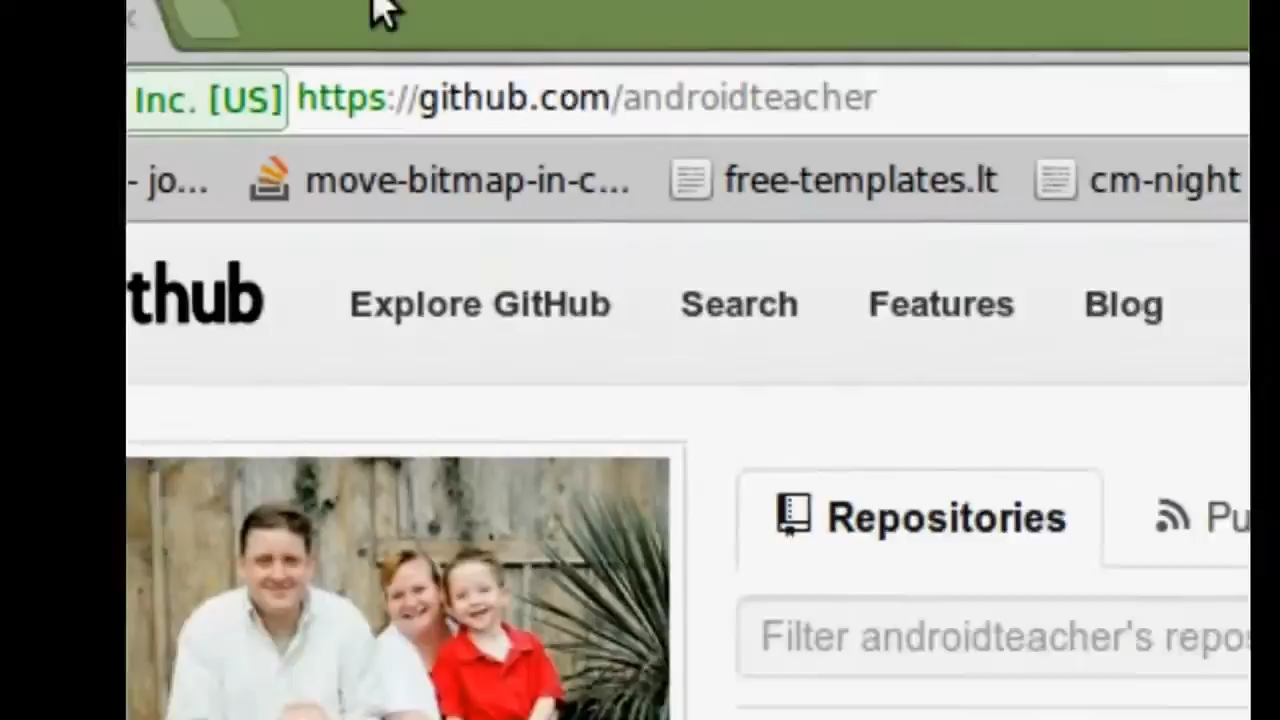 Inc. [US] https://github.com/androidteacher
- jo... move-bitmap-in-c... free-templates.lt cm-night
thub Explore GitHub Search Features Blog
Repositories Pu
Filter androidteacher's repo